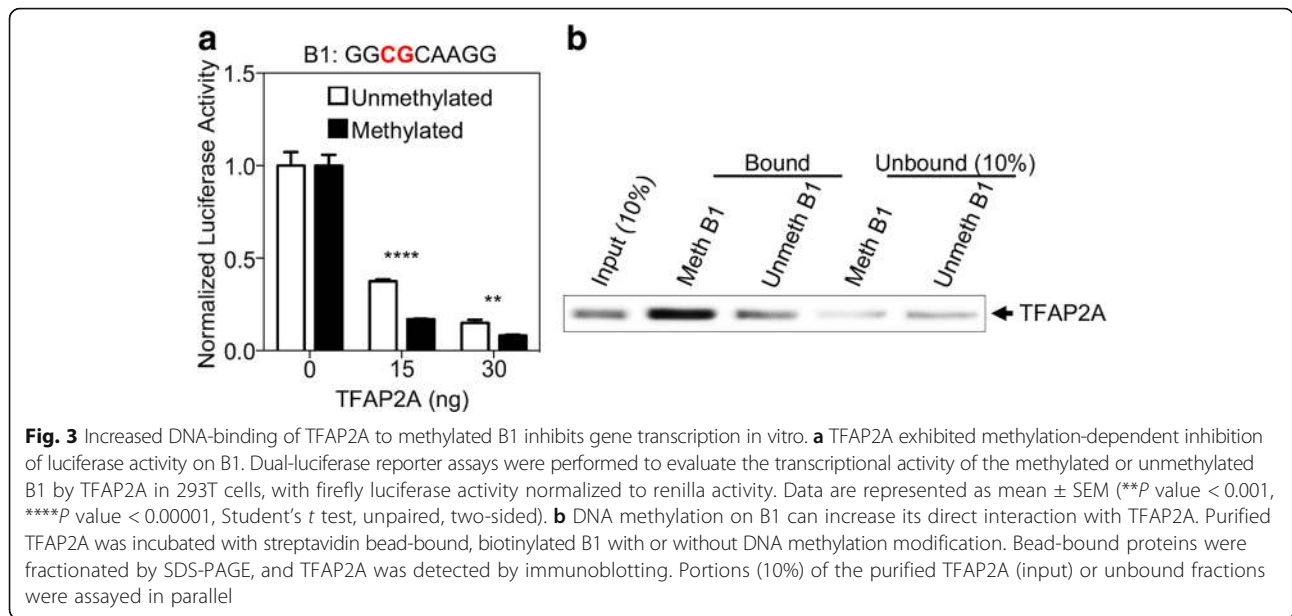 a
B1: GGCGCAAGG
Normalized Luciferase Activity
1.5
1.0
0.5
0.0
Unmethylated
Methylated
****
**
0 15 30
TFAP2A (ng)
b
Bound Unbound (10%)
Input (10%)
Meth B1
Unmeth B1
Meth B1
Unmeth B1
TFAP2A
Fig. 3 Increased DNA-binding of TFAP2A to methylated B1 inhibits gene transcription in vitro. a TFAP2A exhibited methylation-dependent inhibition
of luciferase activity on B1. Dual-luciferase reporter assays were performed to evaluate the transcriptional activity of the methylated or unmethylated
B1 by TFAP2A in 293T cells, with firefly luciferase activity normalized to renilla activity. Data are represented as mean ± SEM (**P value < 0.001,
****P value < 0.00001, Student's t test, unpaired, two-sided). b DNA methylation on B1 can increase its direct interaction with TFAP2A. Purified
TFAP2A was incubated with streptavidin bead-bound, biotinylated B1 with or without DNA methylation modification. Bead-bound proteins were
fractionated by SDS-PAGE, and TFAP2A was detected by immunoblotting. Portions (10%) of the purified TFAP2A (input) or unbound fractions
were assayed in parallel